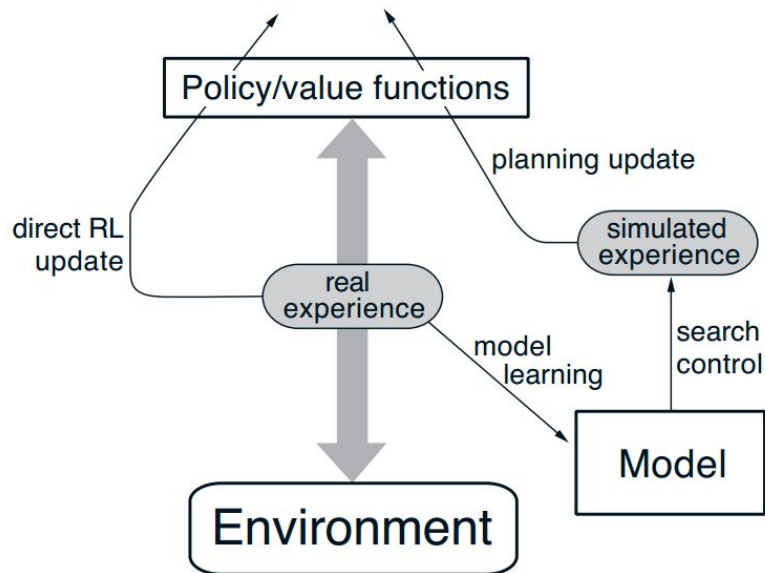 Policy/value functions
planning update
direct RL
update
simulated
experience
real
experience
model
learning
search
control
Model
Environment